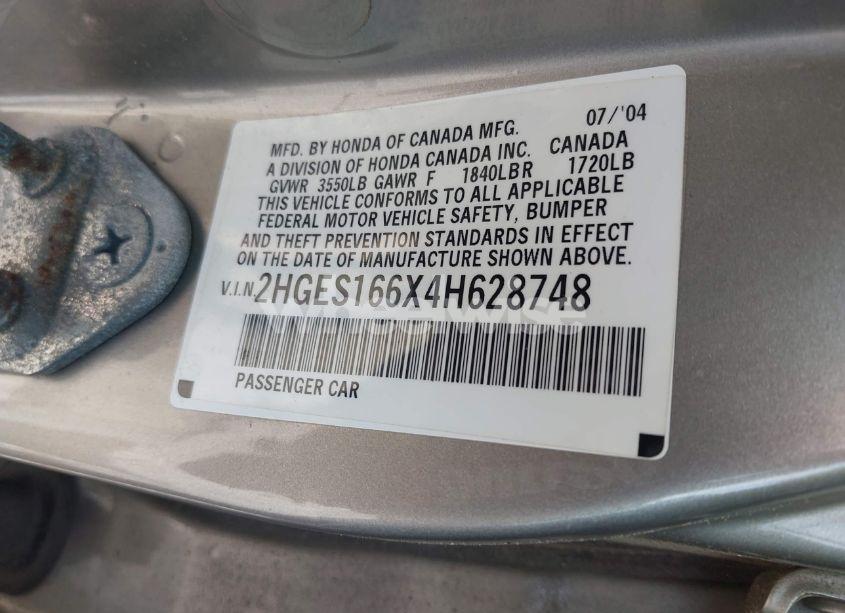 07/'04
MFD. BY HONDA OF CANADA MFG.
A DIVISION OF HONDA CANADA INC. CANADA
GVWR 3550LB GAWR F 1840LBR 1720LB
THIS VEHICLE CONFORMS TO ALL APPLICABLE
FEDERAL MOTOR VEHICLE SAFETY, BUMPER
AND THEFT PREVENTION STANDARDS IN EFFECT
ON THE DATE OF MANUFACTURE SHOWN ABOVE.
V.I.N. 2HGES166X4H628748
PASSENGER CAR